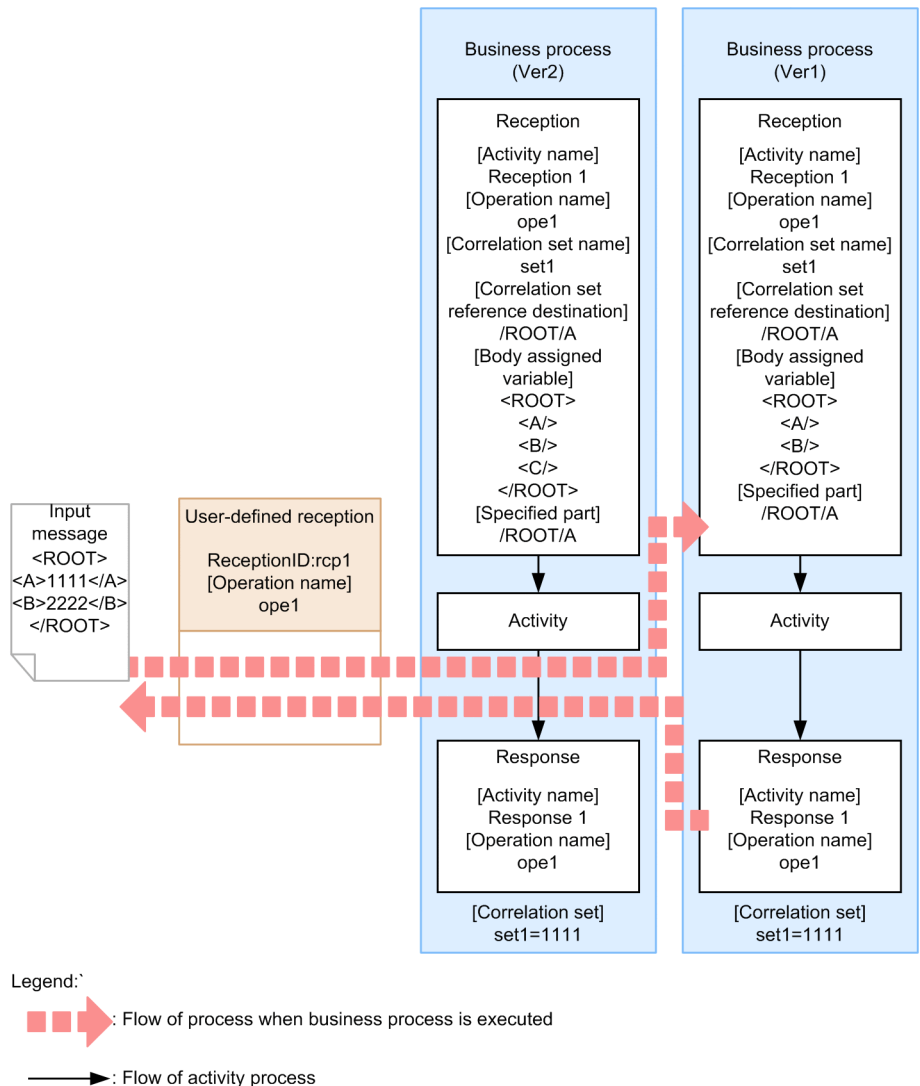 Business process
(Ver2)
Reception
[Activity name]
Reception 1
[Operation name]
ope1
[Correlation set name]
set1
[Correlation set
reference destination]
/ROOT/A
[Body assigned
variable]
<ROOT>
<A/>
<B/>
<C/>
</ROOT>
[Specified part]
/ROOT/A
Activity
Response
[Activity name]
Response 1
[Operation name]
ope1
[Correlation set]
set1=1111
Business process
(Ver1)
Reception
[Activity name]
Reception 1
[Operation name]
ope1
[Correlation set name]
set1
[Correlation set
reference destination]
/ROOT/A
[Body assigned
variable]
<ROOT>
<A/>
<B/>
</ROOT>
[Specified part]
/ROOT/A
Activity
Response
[Activity name]
Response 1
[Operation name]
ope1
[Correlation set]
set1=1111
Input
message
<ROOT>
<A>1111</A>
<B>2222</B>
</ROOT>
User-defined reception
ReceptionID:rcp1
[Operation name]
ope1
Legend:`
: Flow of process when business process is executed
: Flow of activity process